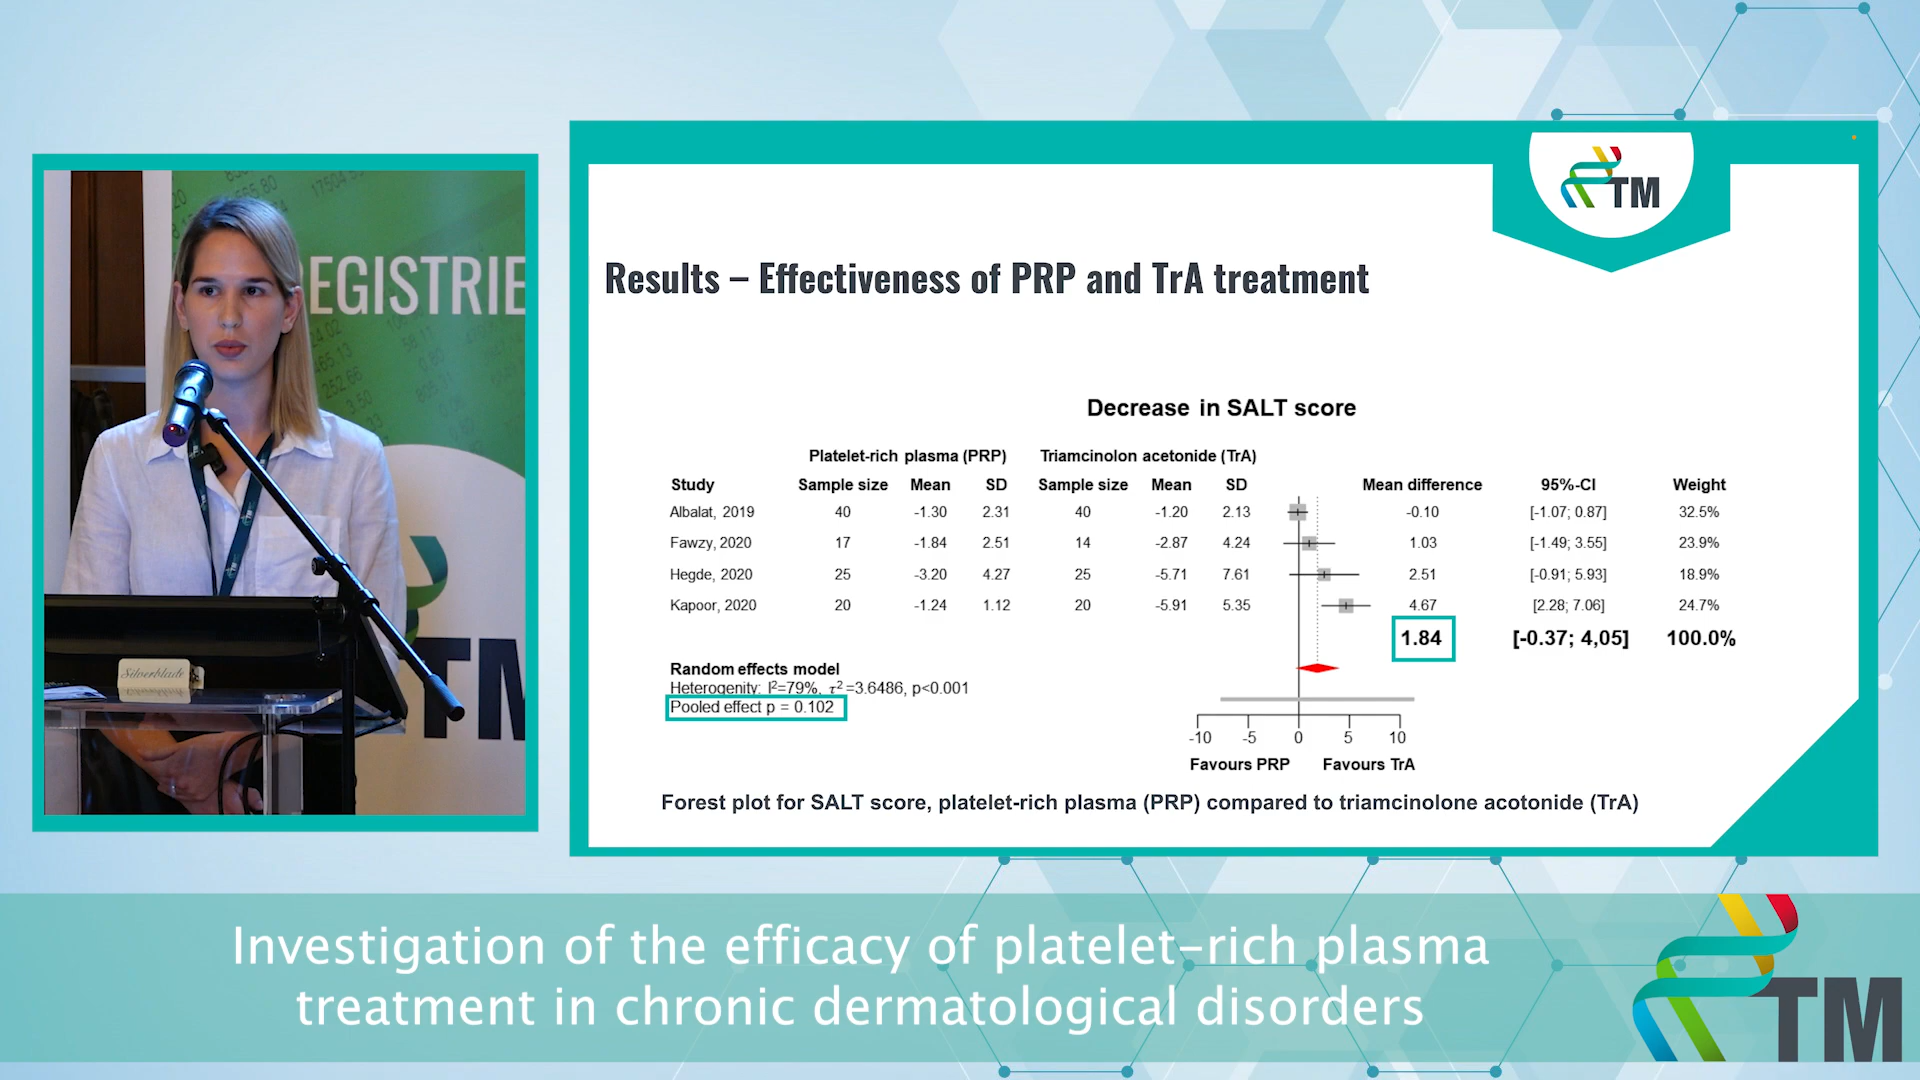 EGISTRIE
TM
Silverblade
TM
Results – Effectiveness of PRP and TrA treatment
Decrease in SALT score
Platelet-rich plasma (PRP) Triamcinolon acetonide (TrA)
Study Sample size Mean SD Sample size Mean SD Mean difference 95%-CI Weight
Albalat, 2019 40 -1.30 2.31 40 -1.20 2.13 -0.10 [-1.07; 0.87] 32.5%
Fawzy, 2020 17 -1.84 2.51 14 -2.87 4.24 1.03 [-1.49; 3.55] 23.9%
Hegde, 2020 25 -3.20 4.27 25 -5.71 7.61 2.51 [-0.91; 5.93] 18.9%
Kapoor, 2020 20 -1.24 1.12 20 -5.91 5.35 4.67 [2.28; 7.06] 24.7%
1.84 [-0.37; 4,05] 100.0%
Random effects model
Heterogenity: I²=79%, τ²=3.6486, p<0.001
Pooled effect p = 0.102
-10 -5 0 5 10
Favours PRP Favours TrA
Forest plot for SALT score, platelet-rich plasma (PRP) compared to triamcinolone acotonide (TrA)
Investigation of the efficacy of platelet-rich plasma
treatment in chronic dermatological disorders
TM